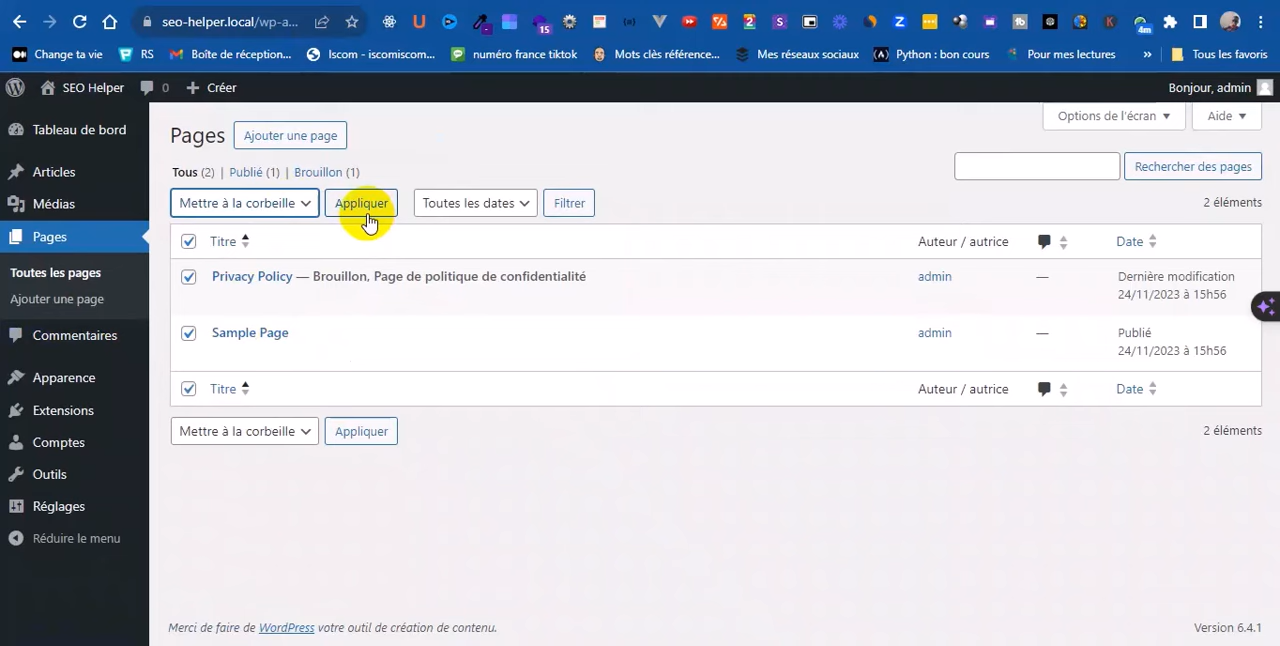 seo-helper.local/wp-a...
15
2
4m
Change ta vie
RS
Boîte de réception...
Iscom - iscomiscom...
numéro france tiktok
Mots clés référence...
Mes réseaux sociaux
Python : bon cours
Pour mes lectures
»
Tous les favoris
SEO Helper
0
+ Créer
Bonjour, admin
Tableau de bord
Articles
Médias
Pages
Toutes les pages
Ajouter une page
Commentaires
Apparence
Extensions
Comptes
Outils
Réglages
Réduire le menu
Options de l'écran
Aide
Pages
Ajouter une page
Tous (2) | Publié (1) | Brouillon (1)
Rechercher des pages
Mettre à la corbeille
Appliquer
Toutes les dates
Filtrer
2 éléments
Titre
Auteur / autrice
Date
Privacy Policy — Brouillon, Page de politique de confidentialité
admin
—
Dernière modification
24/11/2023 à 15h56
Sample Page
admin
—
Publié
24/11/2023 à 15h56
Titre
Auteur / autrice
Date
Mettre à la corbeille
Appliquer
2 éléments
Merci de faire de WordPress votre outil de création de contenu.
Version 6.4.1